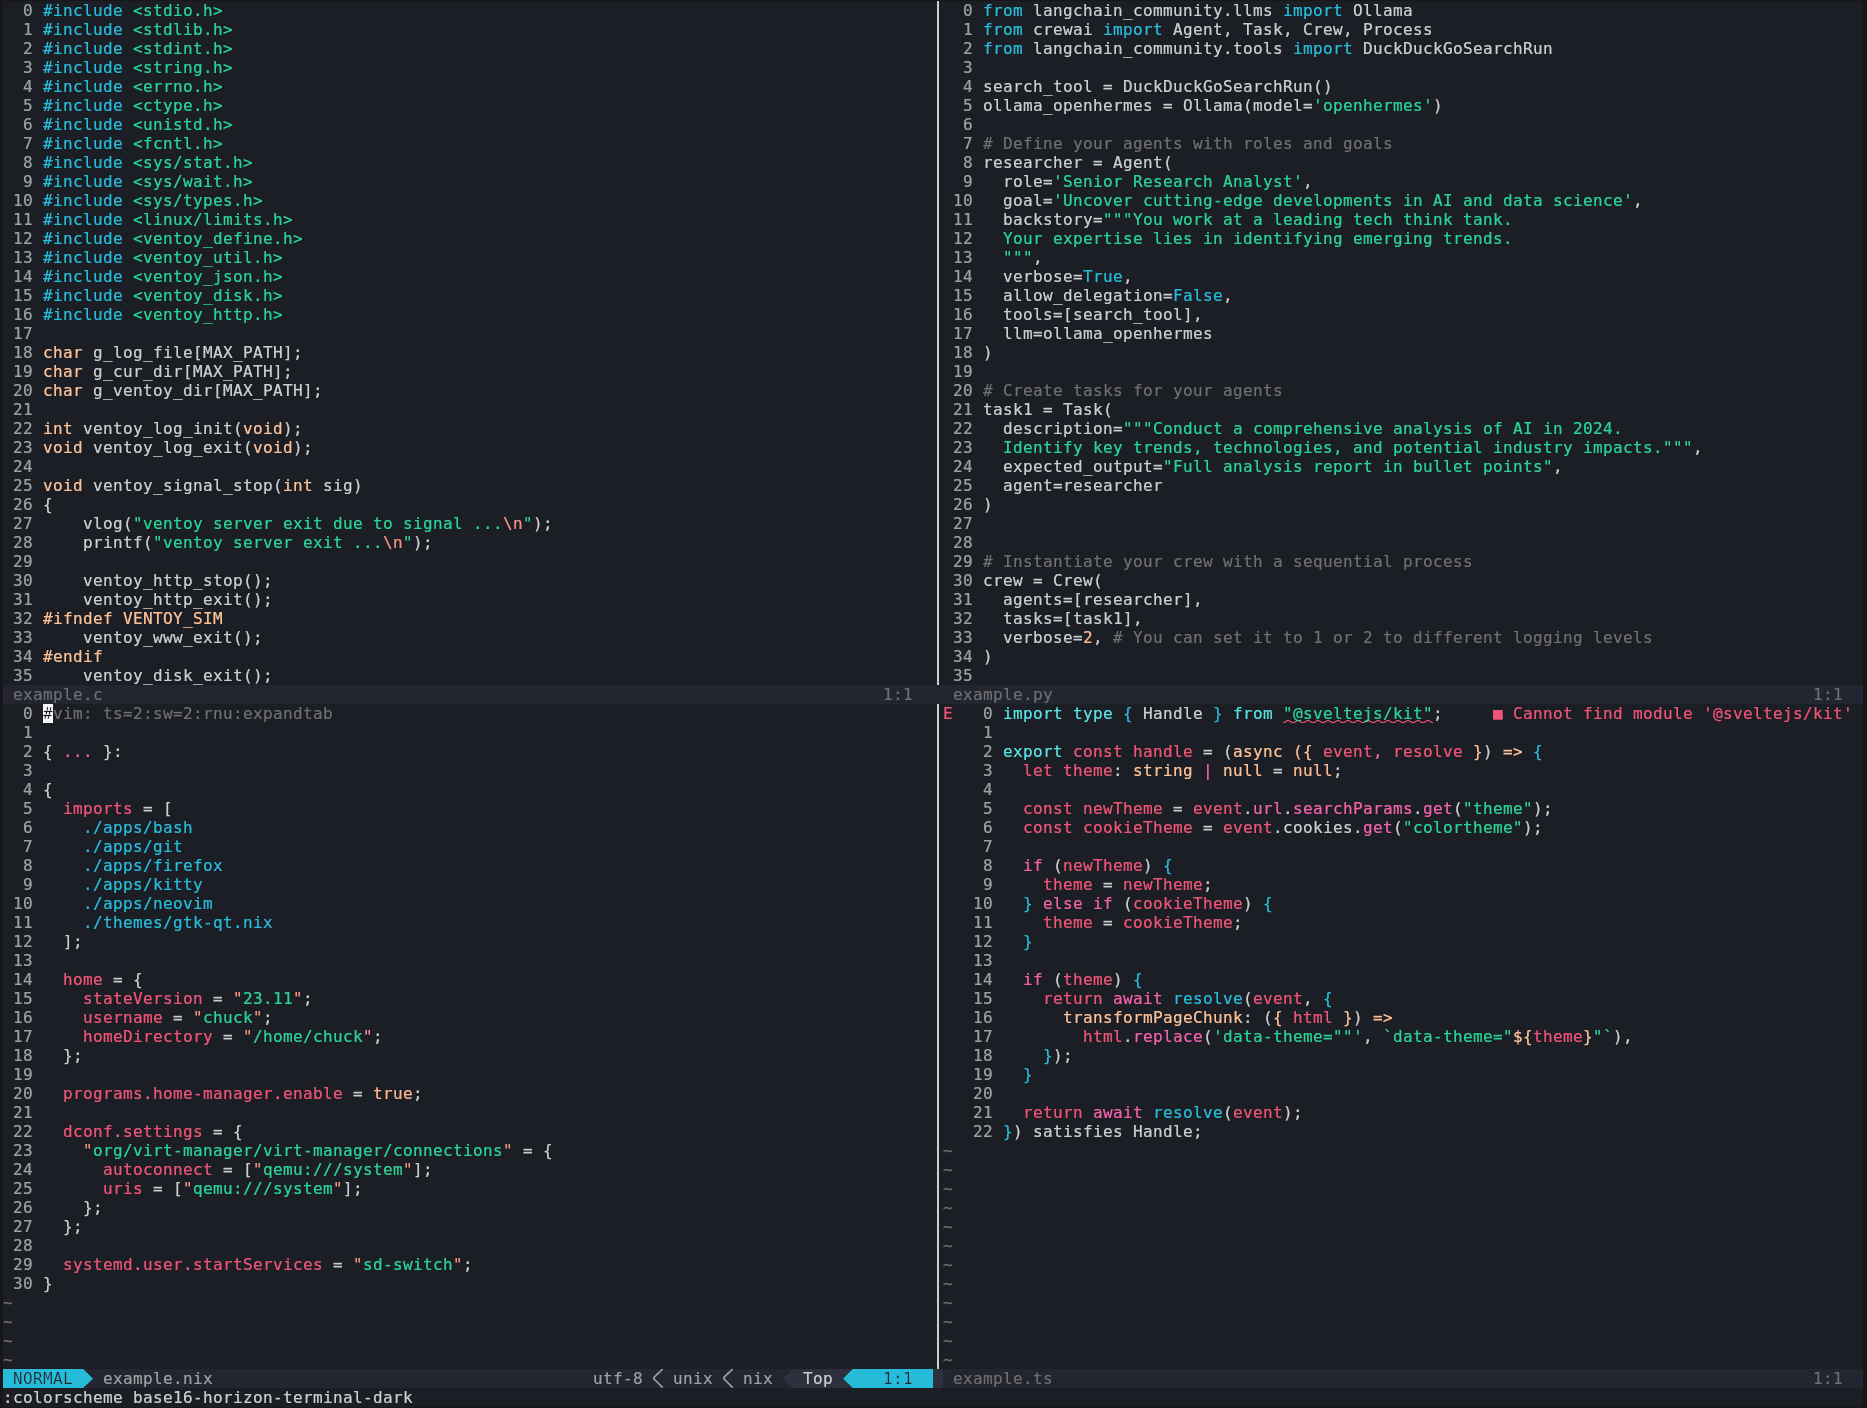 0 #include <stdio.h>
1 #include <stdlib.h>
2 #include <stdint.h>
3 #include <string.h>
4 #include <errno.h>
5 #include <ctype.h>
6 #include <unistd.h>
7 #include <fcntl.h>
8 #include <sys/stat.h>
9 #include <sys/wait.h>
10 #include <sys/types.h>
11 #include <linux/limits.h>
12 #include <ventoy_define.h>
13 #include <ventoy_util.h>
14 #include <ventoy_json.h>
15 #include <ventoy_disk.h>
16 #include <ventoy_http.h>
17
18 char g_log_file[MAX_PATH];
19 char g_cur_dir[MAX_PATH];
20 char g_ventoy_dir[MAX_PATH];
21
22 int ventoy_log_init(void);
23 void ventoy_log_exit(void);
24
25 void ventoy_signal_stop(int sig)
26 {
27     vlog("ventoy server exit due to signal ...\n");
28     printf("ventoy server exit ...\n");
29
30     ventoy_http_stop();
31     ventoy_http_exit();
32 #ifndef VENTOY_SIM
33     ventoy_www_exit();
34 #endif
35     ventoy_disk_exit();
example.c 1:1
0 from langchain_community.llms import Ollama
1 from crewai import Agent, Task, Crew, Process
2 from langchain_community.tools import DuckDuckGoSearchRun
3
4 search_tool = DuckDuckGoSearchRun()
5 ollama_openhermes = Ollama(model='openhermes')
6
7 # Define your agents with roles and goals
8 researcher = Agent(
9   role='Senior Research Analyst',
10   goal='Uncover cutting-edge developments in AI and data science',
11   backstory="""You work at a leading tech think tank.
12   Your expertise lies in identifying emerging trends.
13   """,
14   verbose=True,
15   allow_delegation=False,
16   tools=[search_tool],
17   llm=ollama_openhermes
18 )
19
20 # Create tasks for your agents
21 task1 = Task(
22   description="""Conduct a comprehensive analysis of AI in 2024.
23   Identify key trends, technologies, and potential industry impacts.""",
24   expected_output="Full analysis report in bullet points",
25   agent=researcher
26 )
27
28
29 # Instantiate your crew with a sequential process
30 crew = Crew(
31   agents=[researcher],
32   tasks=[task1],
33   verbose=2, # You can set it to 1 or 2 to different logging levels
34 )
35
example.py 1:1
0 #vim: ts=2:sw=2:rnu:expandtab
1
2 { ... }:
3
4 {
5   imports = [
6     ./apps/bash
7     ./apps/git
8     ./apps/firefox
9     ./apps/kitty
10     ./apps/neovim
11     ./themes/gtk-qt.nix
12   ];
13
14   home = {
15     stateVersion = "23.11";
16     username = "chuck";
17     homeDirectory = "/home/chuck";
18   };
19
20   programs.home-manager.enable = true;
21
22   dconf.settings = {
23     "org/virt-manager/virt-manager/connections" = {
24       autoconnect = ["qemu:///system"];
25       uris = ["qemu:///system"];
26     };
27   };
28
29   systemd.user.startServices = "sd-switch";
30 }
~
~
~
~
NORMAL example.nix utf-8 unix nix Top 1:1
E 0 import type { Handle } from "@sveltejs/kit"; ■ Cannot find module '@sveltejs/kit'
1
2 export const handle = (async ({ event, resolve }) => {
3   let theme: string | null = null;
4
5   const newTheme = event.url.searchParams.get("theme");
6   const cookieTheme = event.cookies.get("colortheme");
7
8   if (newTheme) {
9     theme = newTheme;
10   } else if (cookieTheme) {
11     theme = cookieTheme;
12   }
13
14   if (theme) {
15     return await resolve(event, {
16       transformPageChunk: ({ html }) =>
17         html.replace('data-theme=""', `data-theme="${theme}"`),
18     });
19   }
20
21   return await resolve(event);
22 }) satisfies Handle;
~
~
~
~
~
~
~
~
~
~
~
~
example.ts 1:1
:colorscheme base16-horizon-terminal-dark